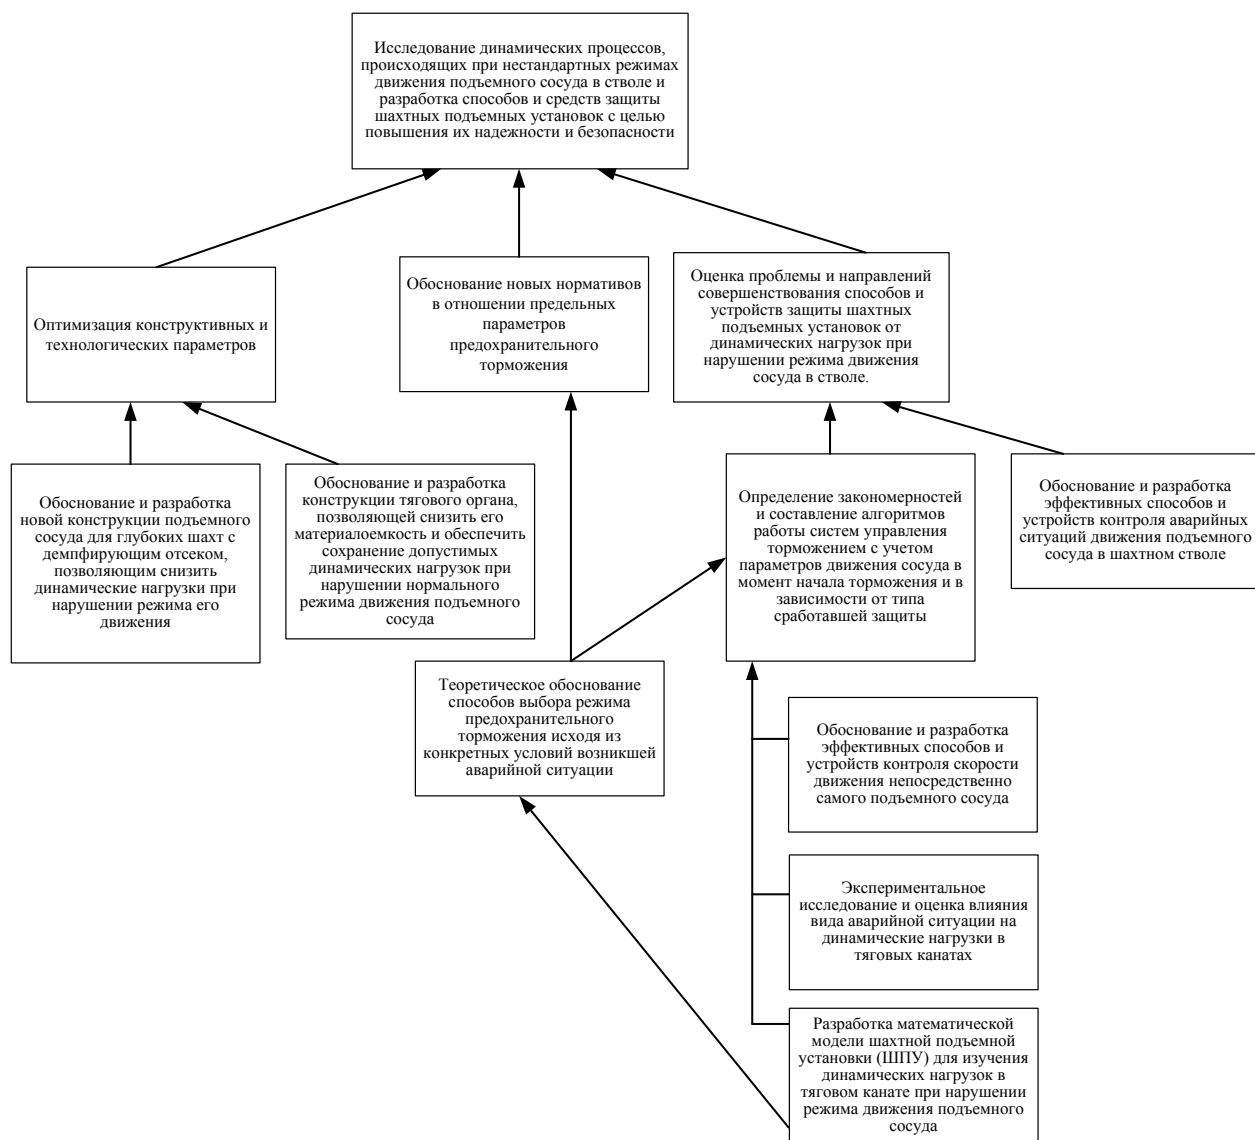 Исследование динамических процессов,
происходящих при нестандартных режимах
движения подъемного сосуда в стволе и
разработка способов и средств защиты
шахтных подъемных установок с целью
повышения их надежности и безопасности
Оптимизация конструктивных и
технологических параметров
Обоснование новых нормативов
в отношении предельных
параметров
предохранительного
торможения
Оценка проблемы и направлений
совершенствования способов и
устройств защиты шахтных
подъемных установок от
динамических нагрузок при
нарушении режима движения
сосуда в стволе.
Обоснование и разработка
новой конструкции подъемного
сосуда для глубоких шахт с
демпфирующим отсеком,
позволяющим снизить
динамические нагрузки при
нарушении режима его
движения
Обоснование и разработка
конструкции тягового органа,
позволяющей снизить его
материалоемкость и обеспечить
сохранение допустимых
динамических нагрузок при
нарушении нормального
режима движения подъемного
сосуда
Определение закономерностей
и составление алгоритмов
работы систем управления
торможением с учетом
параметров движения сосуда в
момент начала торможения и в
зависимости от типа
сработавшей защиты
Обоснование и разработка
эффективных способов и
устройств контроля аварийных
ситуаций движения подъемного
сосуда в шахтном стволе
Теоретическое обоснование
способов выбора режима
предохранительного
торможения исходя из
конкретных условий возникшей
аварийной ситуации
Обоснование и разработка
эффективных способов и
устройств контроля скорости
движения непосредственно
самого подъемного сосуда
Экспериментальное
исследование и оценка влияния
вида аварийной ситуации на
динамические нагрузки в
тяговых канатах
Разработка математической
модели шахтной подъемной
установки (ШПУ) для изучения
динамических нагрузок в
тяговом канате при нарушении
режима движения подъемного
сосуда